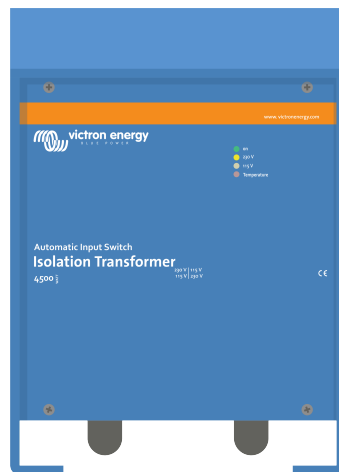 www.victronenergy.com
victron energy
BLUE POWER
on
230 V
115 V
Temperature
Automatic Input Switch
Isolation Transformer
230 V | 115 V
115 V | 230 V
4500
CE